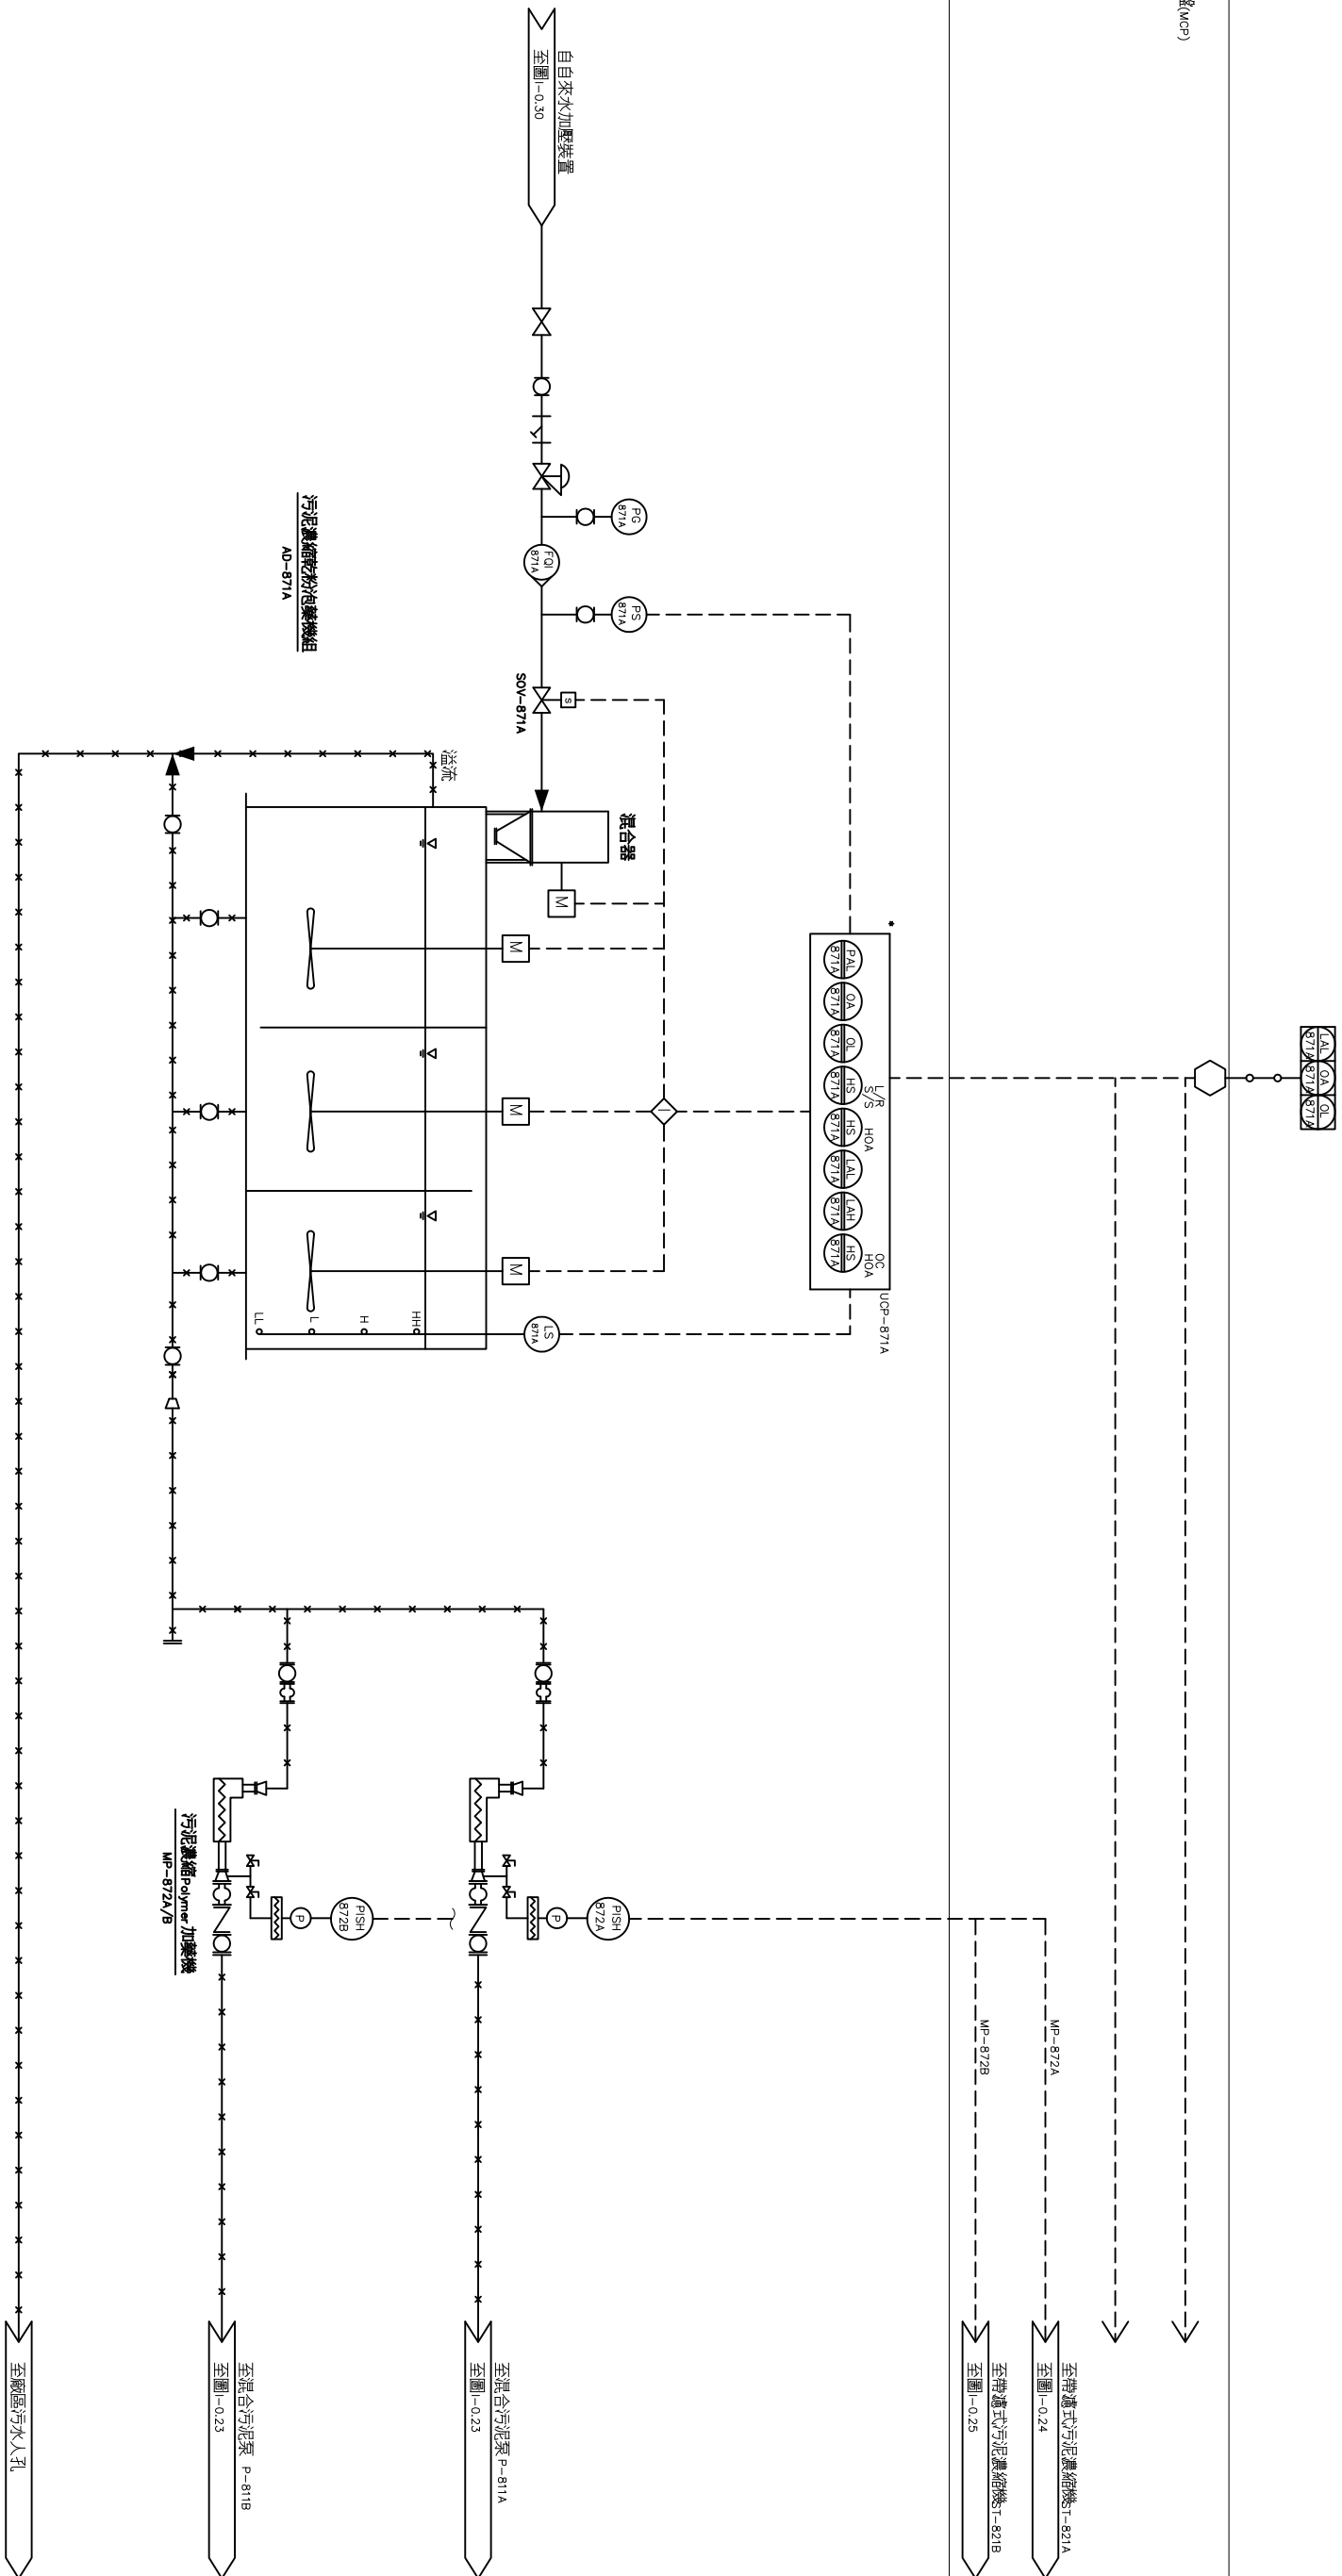 盤(MCP)
LAL 871A
OA 871A
OL 871A
自自來水加壓裝置
至圖I-0.30
PG 871A
FQI 871A
PS 871A
S
SOV-871A
污泥濃縮乾粉泡藥機組
AD-871A
溢流
混合器
M
M
M
M
I
*
PAL 871A
OA 871A
OL 871A
HS 871A
L/R
S/S
HS 871A
HOA
LAL 871A
LAH 871A
HS 871A
OC
HOA
UCP-871A
LS 871A
HH
H
L
LL
PISH 872A
P
PISH 872B
P
污泥濃縮Polymer加藥機
MP-872A/B
MP-872A
MP-872B
至帶濾式污泥濃縮機ST-821A
至圖I-0.24
至帶濾式污泥濃縮機ST-821B
至圖I-0.25
至混合污泥泵 P-811A
至圖I-0.23
至混合污泥泵 P-811B
至圖I-0.23
至廠區污水人孔